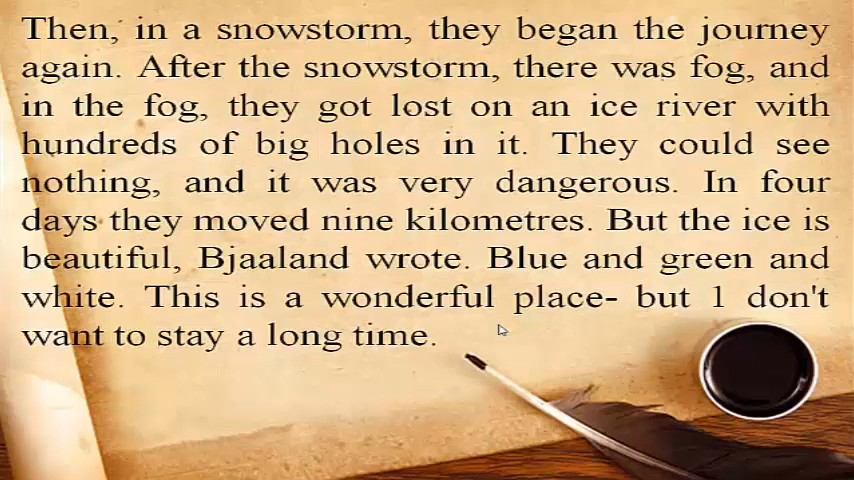 Then, in a snowstorm, they began the journey
again. After the snowstorm, there was fog, and
in the fog, they got lost on an ice river with
hundreds of big holes in it. They could see
nothing, and it was very dangerous. In four
days they moved nine kilometres. But the ice is
beautiful, Bjaaland wrote. Blue and green and
white. This is a wonderful place- but 1 don't
want to stay a long time.